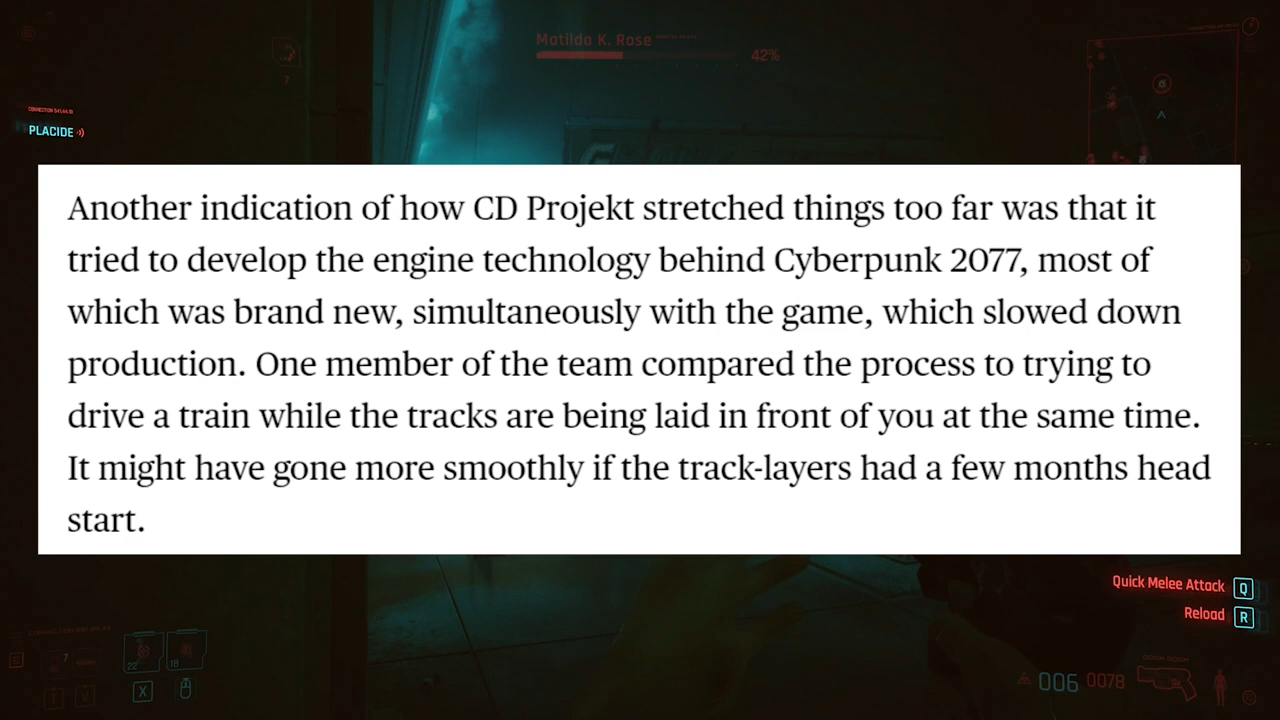 Matilda K. Rose
42%
7
PLACIDE
Another indication of how CD Projekt stretched things too far was that it
tried to develop the engine technology behind Cyberpunk 2077, most of
which was brand new, simultaneously with the game, which slowed down
production. One member of the team compared the process to trying to
drive a train while the tracks are being laid in front of you at the same time.
It might have gone more smoothly if the track-layers had a few months head
start.
Quick Melee Attack Q
Reload R
7
22 18
X
006 0078